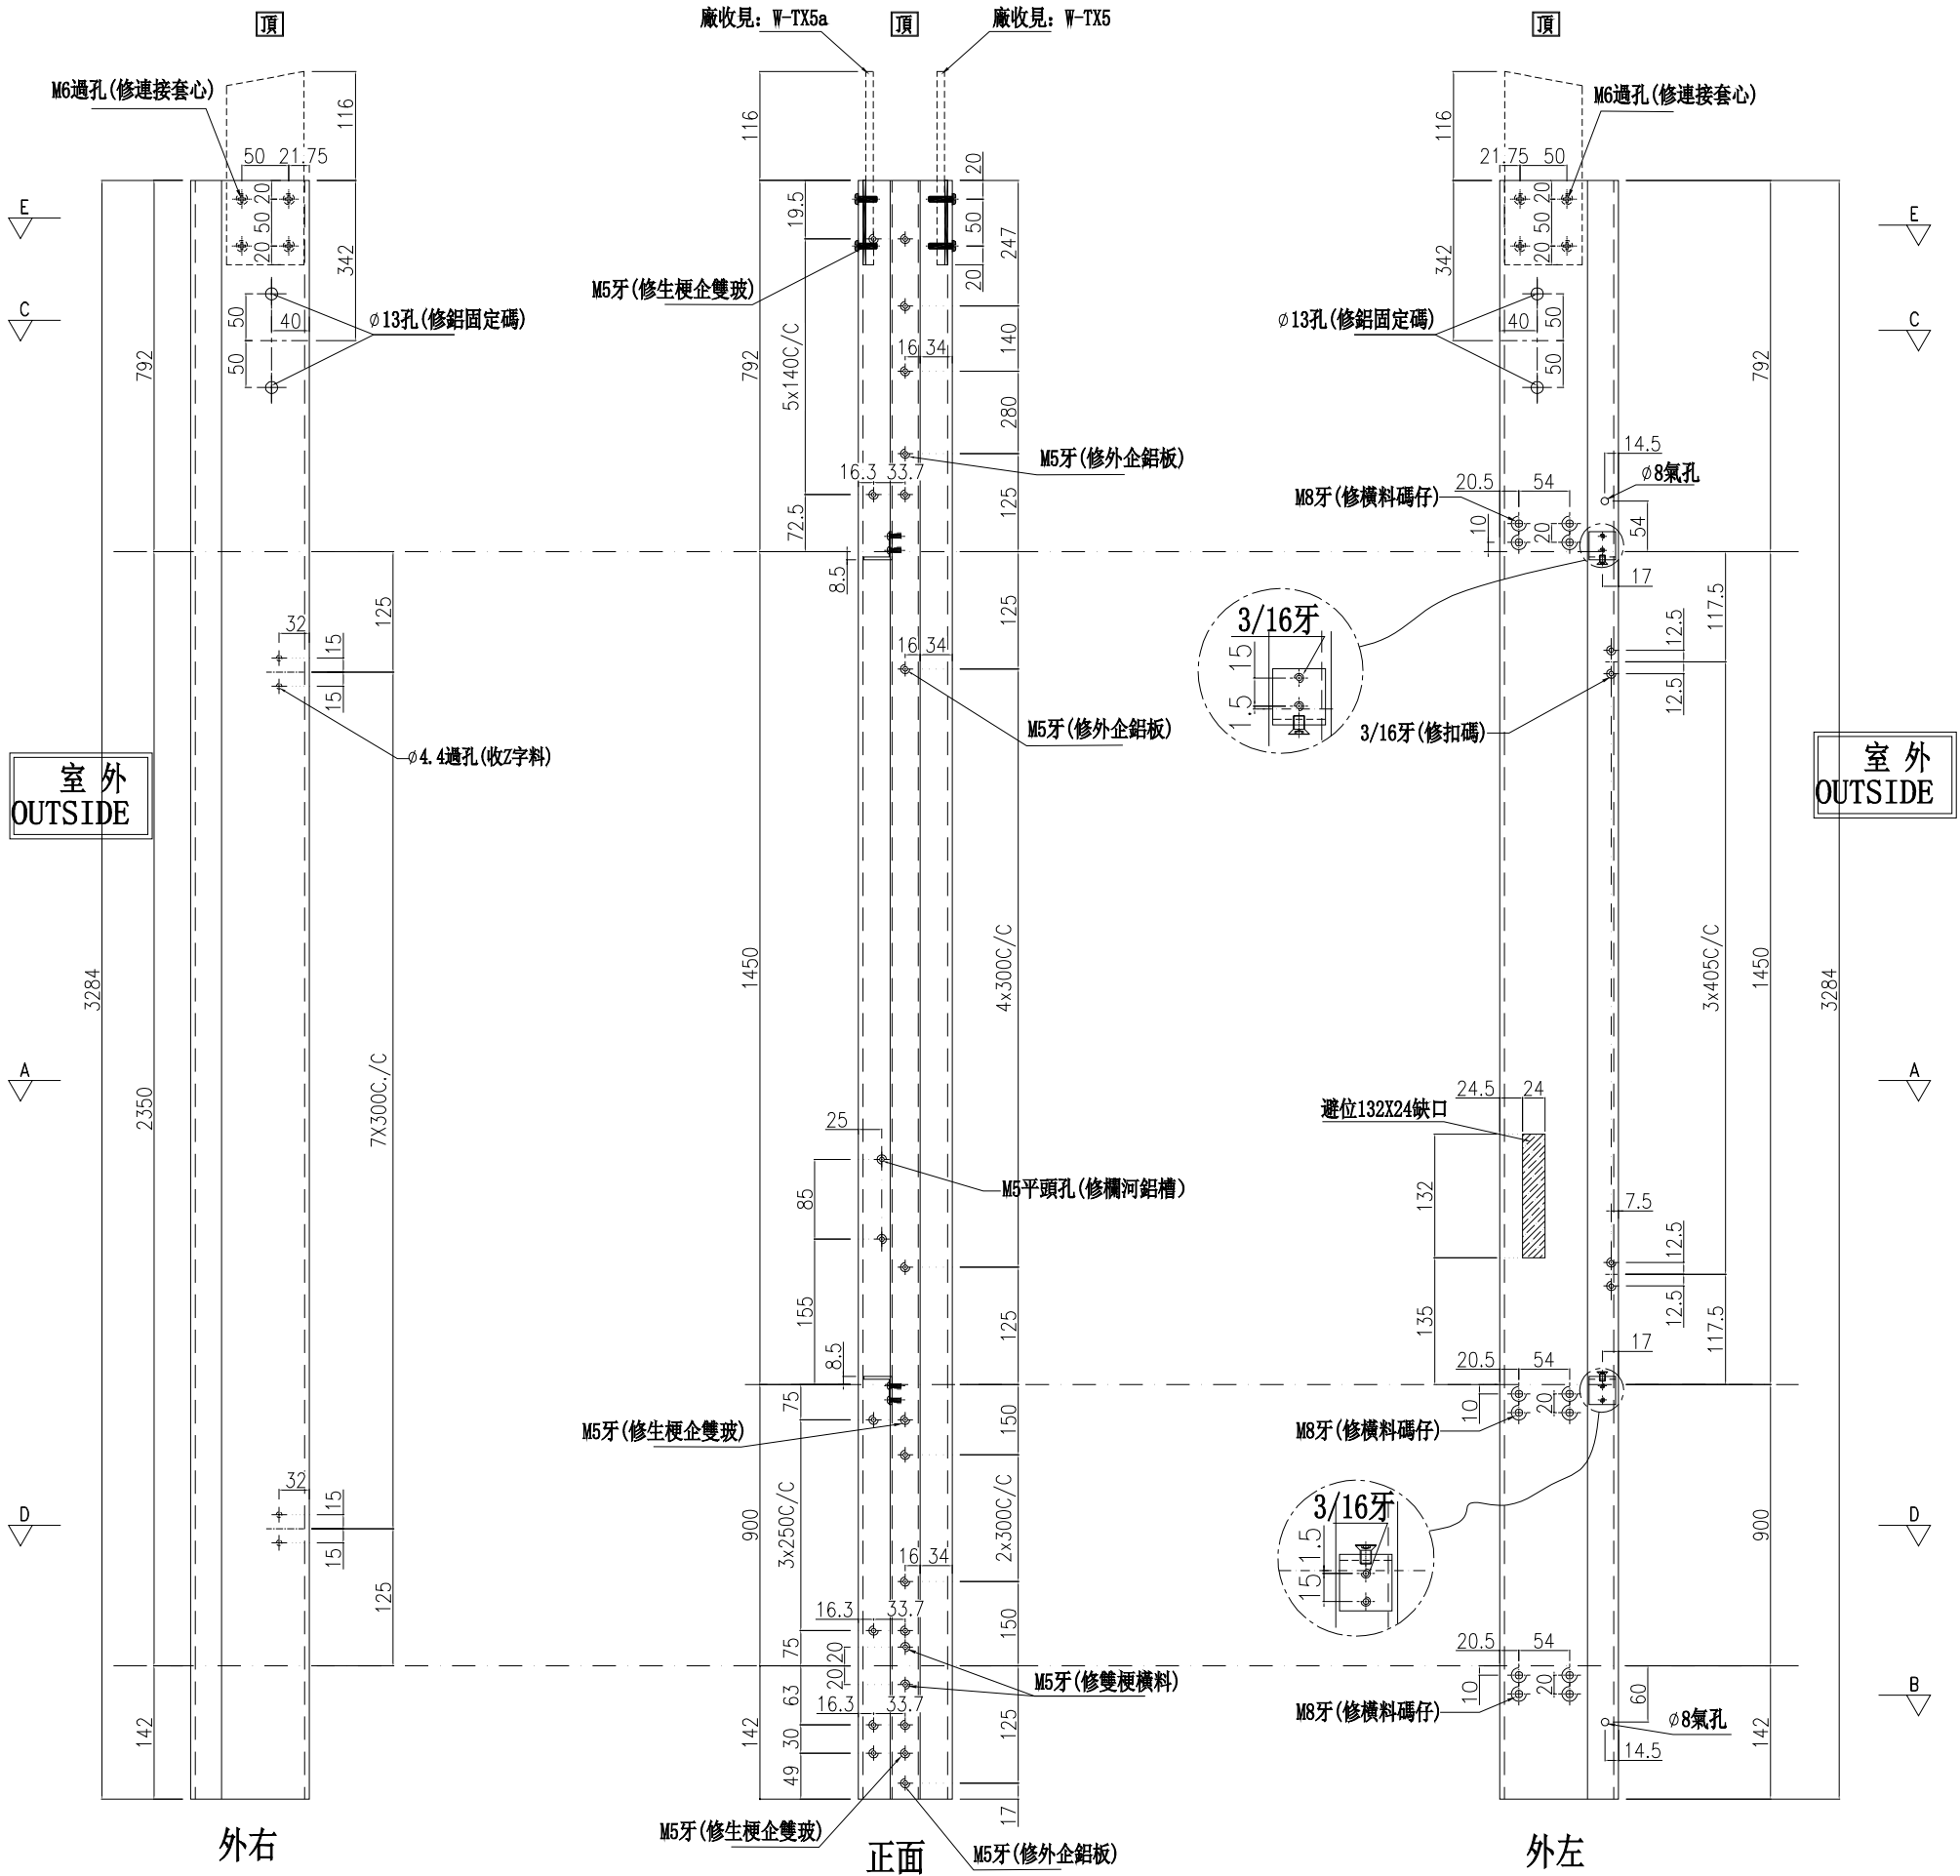 頂
M6過孔(修連接套心)
116
50
21.75
20
50
20
342
E
C
50
40
50
φ13孔(修鋁固定碼)
792
792
125
32
15
15
φ4.4過孔(收Z字料)
室 外
OUTSIDE
3284
2350
7X300C./C
A
D
32
15
15
125
142
外右
廠收見: W-TX5a
頂
廠收見: W-TX5
116
20
19.5
50
247
20
M5牙(修生梗企雙玻)
140
16
34
792
5x140C/C
280
M5牙(修外企鋁板)
16.3
33.7
125
72.5
8.5
125
16
34
M5牙(修外企鋁板)
1450
4x300C/C
25
85
M5平頭孔(修欄河鋁槽)
155
125
8.5
75
M5牙(修生梗企雙玻)
150
900
3x250C/C
2x300C/C
16
34
16.3
33.7
150
75
20
20
M5牙(修雙梗橫料)
63
16.3
33.7
125
142
30
49
17
M5牙(修生梗企雙玻)
M5牙(修外企鋁板)
正面
頂
M6過孔(修連接套心)
116
21.75
50
20
50
20
342
E
C
φ13孔(修鋁固定碼)
40
50
50
792
14.5
φ8氣孔
20.5
54
M8牙(修橫料碼仔)
10
20
54
17
117.5
3/16牙
15
1.5
12.5
12.5
3/16牙(修扣碼)
室 外
OUTSIDE
3x405C/C
1450
3284
A
24.5
24
避位132X24缺口
132
7.5
12.5
12.5
135
117.5
17
20.5
54
10
20
M8牙(修橫料碼仔)
3/16牙
1.5
15
900
D
20.5
54
10
20
M8牙(修橫料碼仔)
60
B
φ8氣孔
14.5
142
外左